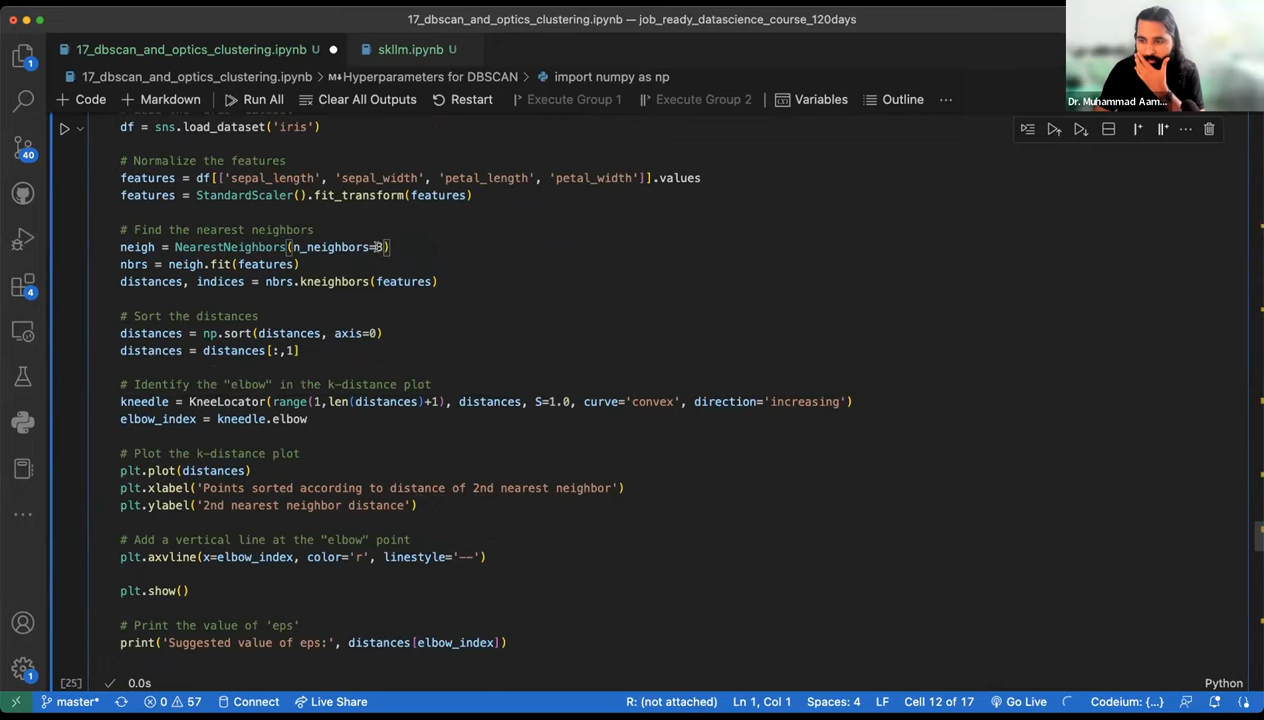 17_dbscan_and_optics_clustering.ipynb — job_ready_datascience_course_120days
17_dbscan_and_optics_clustering.ipynb U
skllm.ipynb U
17_dbscan_and_optics_clustering.ipynb > M↓Hyperparameters for DBSCAN > import numpy as np
+ Code + Markdown Run All Clear All Outputs Restart Execute Group 1 Execute Group 2 Variables Outline ...
Dr. Muhammad Aam...
df = sns.load_dataset('iris')
# Normalize the features
features = df[['sepal_length', 'sepal_width', 'petal_length', 'petal_width']].values
features = StandardScaler().fit_transform(features)
# Find the nearest neighbors
neigh = NearestNeighbors(n_neighbors=3)
nbrs = neigh.fit(features)
distances, indices = nbrs.kneighbors(features)
# Sort the distances
distances = np.sort(distances, axis=0)
distances = distances[:,1]
# Identify the "elbow" in the k-distance plot
kneedle = KneeLocator(range(1,len(distances)+1), distances, S=1.0, curve='convex', direction='increasing')
elbow_index = kneedle.elbow
# Plot the k-distance plot
plt.plot(distances)
plt.xlabel('Points sorted according to distance of 2nd nearest neighbor')
plt.ylabel('2nd nearest neighbor distance')
# Add a vertical line at the "elbow" point
plt.axvline(x=elbow_index, color='r', linestyle='--')
plt.show()
# Print the value of 'eps'
print('Suggested value of eps:', distances[elbow_index])
[25] 0.0s
Python
1
40
4
1
master* 0 57 Connect Live Share R: (not attached) Ln 1, Col 1 Spaces: 4 LF Cell 12 of 17 Go Live Codeium: {...}